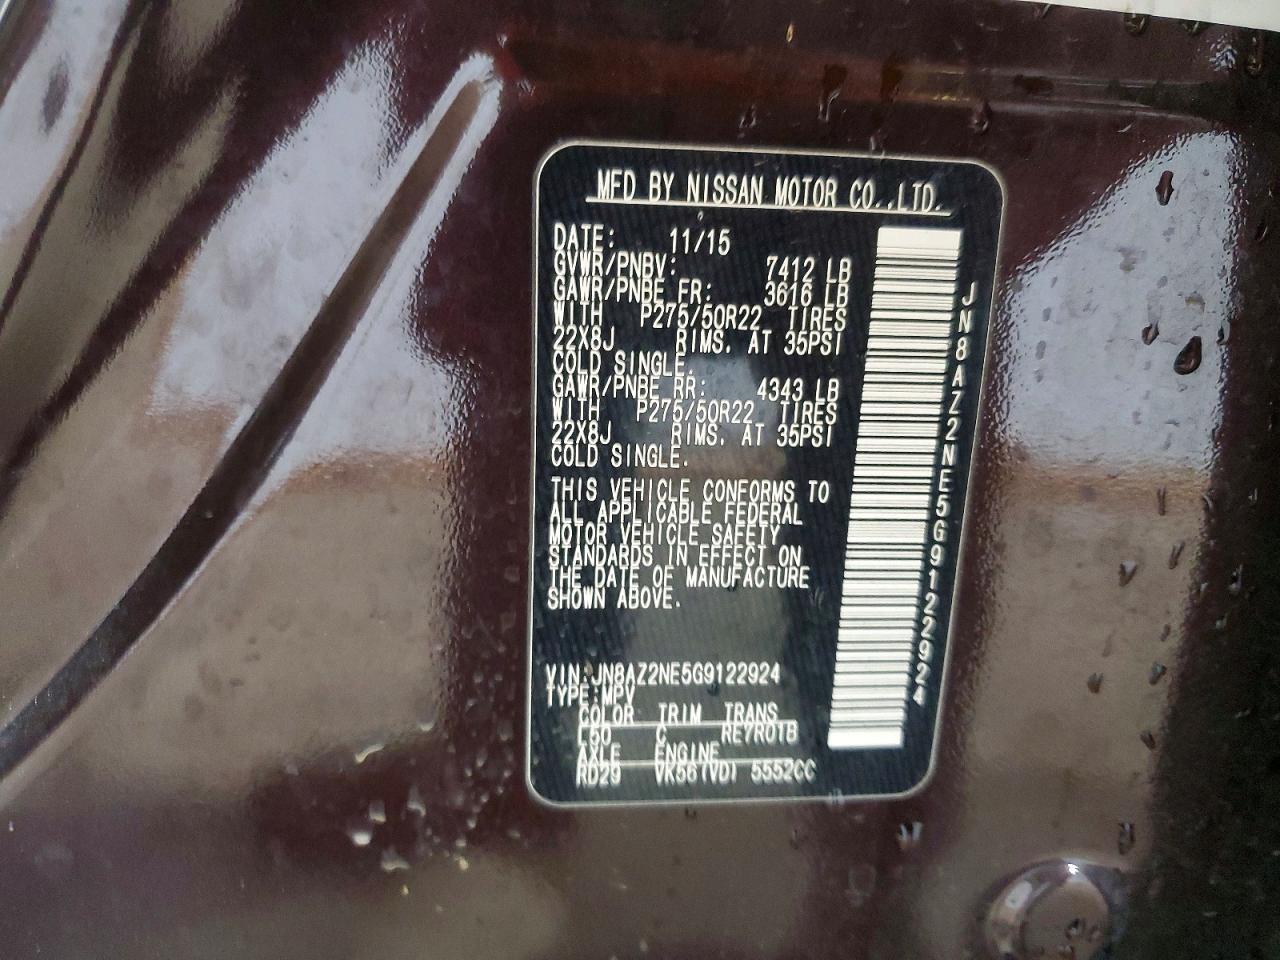 MFD BY NISSAN MOTOR CO.,LTD.
DATE: 11/15
GVWR/PNBV: 7412 LB
GAWR/PNBE FR: 3616 LB
WITH P275/50R22 TIRES
22X8J RIMS. AT 35PSI
COLD SINGLE.
GAWR/PNBE RR: 4343 LB
WITH P275/50R22 TIRES
22X8J RIMS. AT 35PSI
COLD SINGLE.
THIS VEHICLE CONFORMS TO
ALL APPLICABLE FEDERAL
MOTOR VEHICLE SAFETY
STANDARDS IN EFFECT ON
THE DATE OF MANUFACTURE
SHOWN ABOVE.
VIN:JN8AZ2NE5G9122924
TYPE:MPV
COLOR TRIM TRANS
L50 C RE7R01B
AXLE ENGINE
RD29 VK56(VD) 5552CC
JN8AZ2NE5G9122924